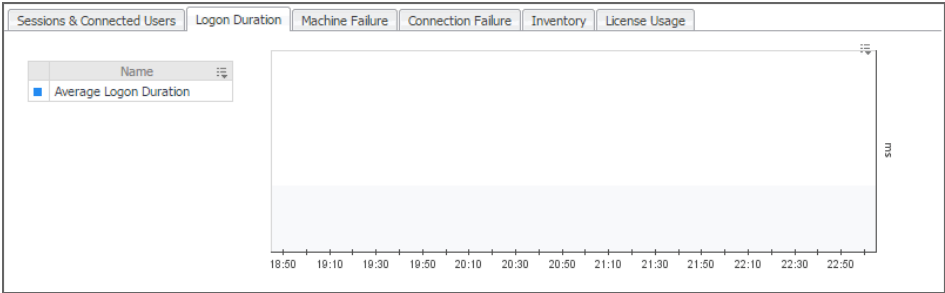 Sessions & Connected Users Logon Duration Machine Failure Connection Failure Inventory License Usage
Name
Average Logon Duration
ms
18:50 19:10 19:30 19:50 20:10 20:30 20:50 21:10 21:30 21:50 22:10 22:30 22:50